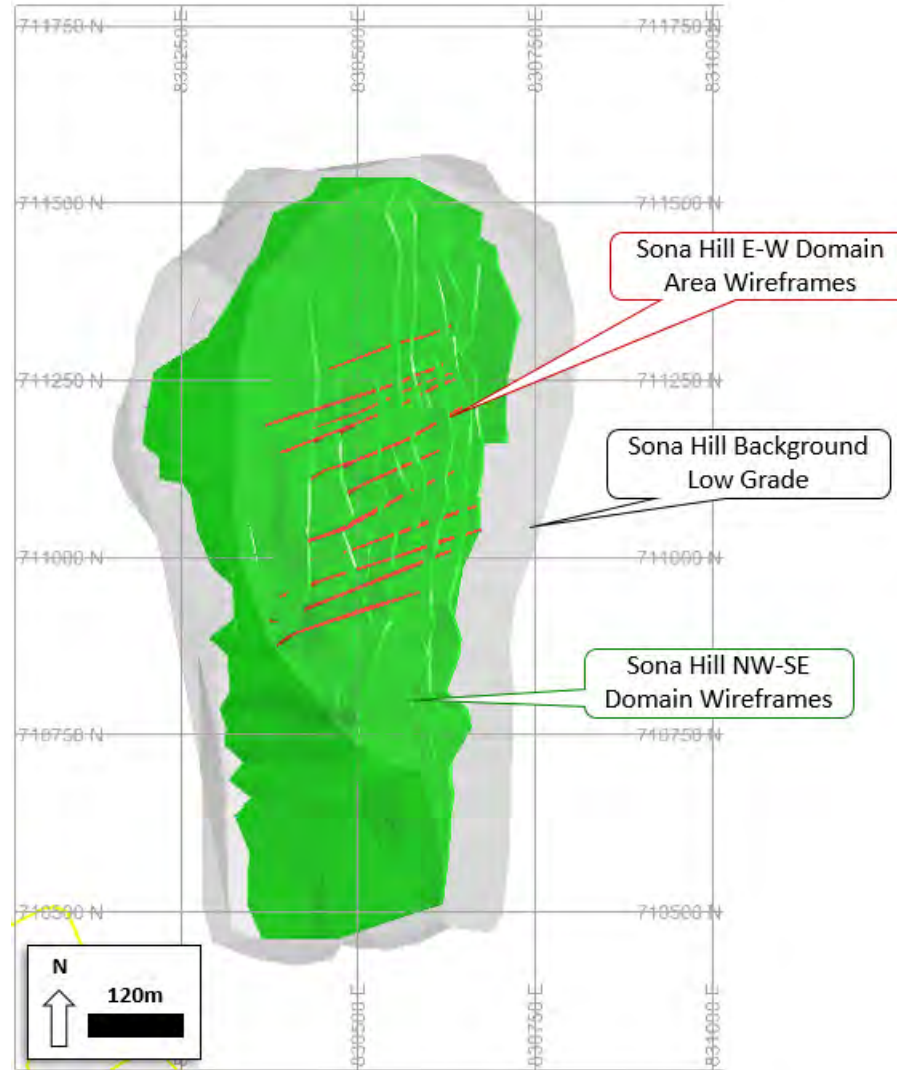 711750 N
711750 N
830250 E
830500 E
830750 E
831000 E
711500 N
711500 N
Sona Hill E-W Domain
Area Wireframes
711250 N
711250 N
Sona Hill Background
Low Grade
711000 N
711000 N
Sona Hill NW-SE
Domain Wireframes
710750 N
710750 N
710500 N
710500 N
N
120m
830500 E
830750 E
831000 E